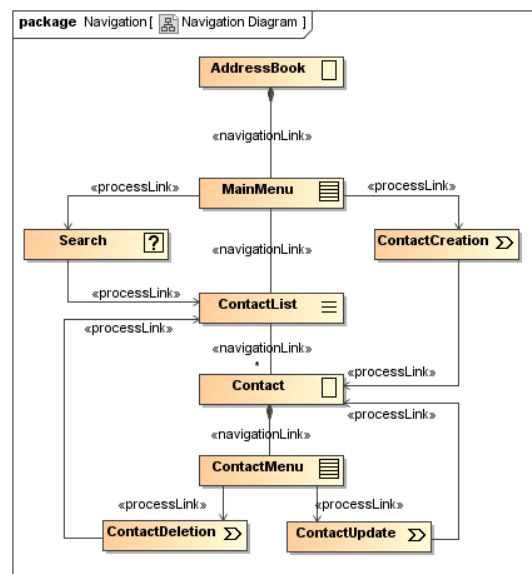 package Navigation [ Navigation Diagram ]
AddressBook
«navigationLink»
«processLink»
MainMenu
«processLink»
Search
?
«navigationLink»
ContactCreation
«processLink»
ContactList
«processLink»
«navigationLink»
*
«processLink»
Contact
«processLink»
«navigationLink»
ContactMenu
«processLink»
«processLink»
ContactDeletion
ContactUpdate